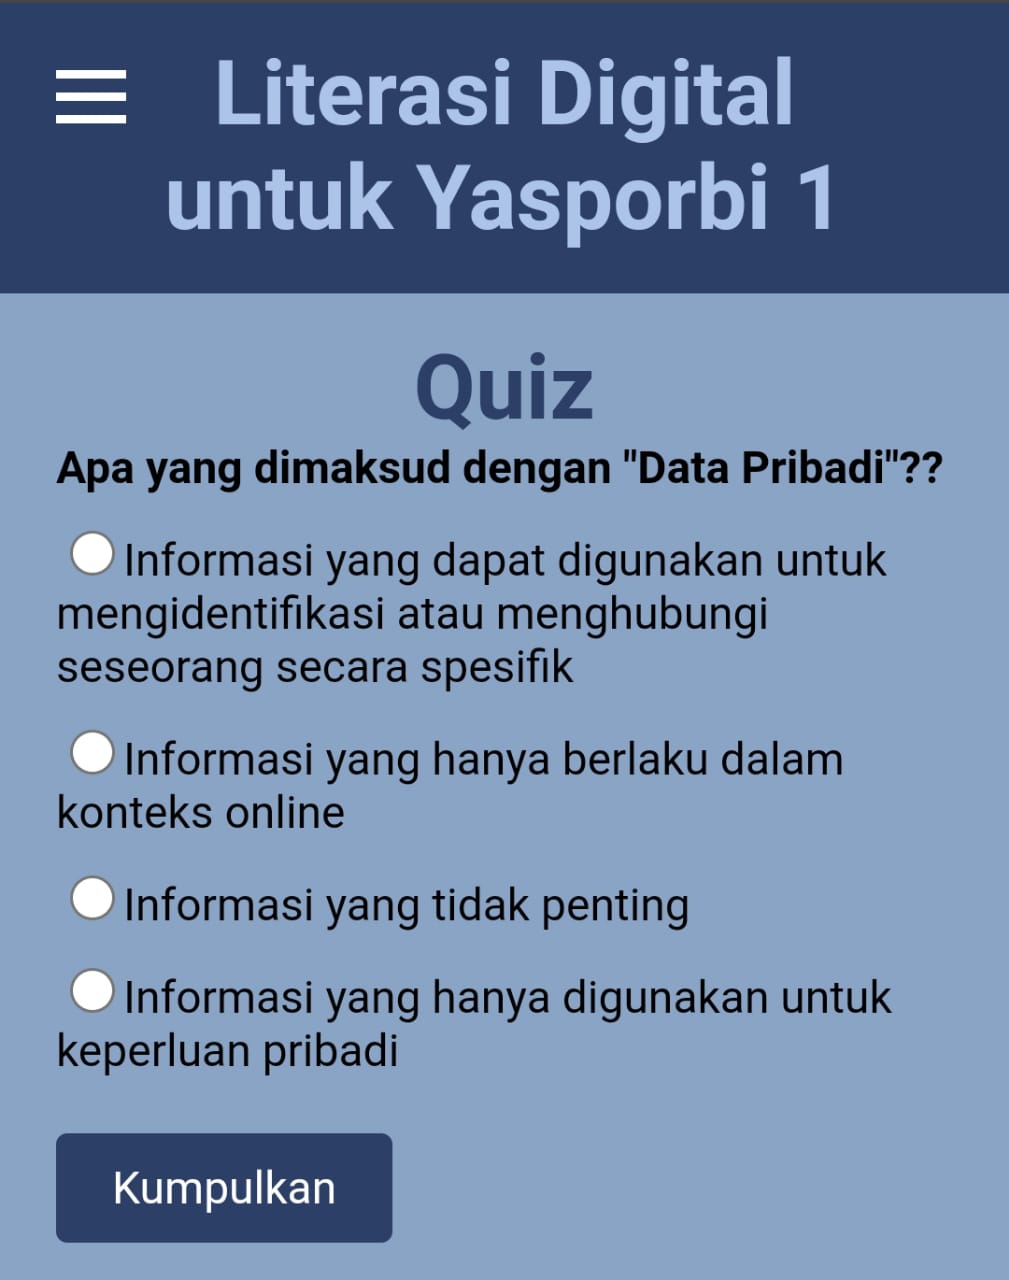 Literasi Digital
untuk Yasporbi 1
Quiz
Apa yang dimaksud dengan "Data Pribadi"??
Informasi yang dapat digunakan untuk
mengidentifikasi atau menghubungi
seseorang secara spesifik
Informasi yang hanya berlaku dalam
konteks online
Informasi yang tidak penting
Informasi yang hanya digunakan untuk
keperluan pribadi
Kumpulkan